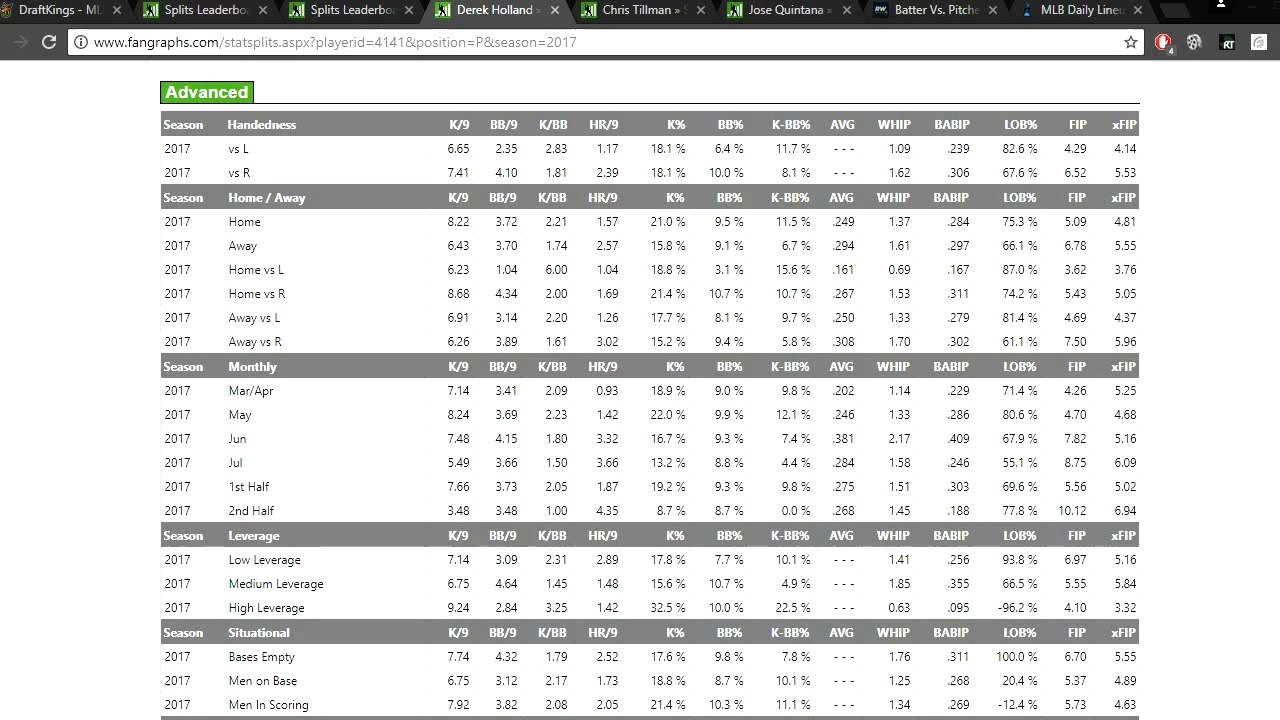 DraftKings - ML
Splits Leaderboa
Splits Leaderboa
Derek Holland »
Chris Tillman » S
Jose Quintana »
Batter Vs. Pitche
MLB Daily Lineu
www.fangraphs.com/statsplits.aspx?playerid=4141&position=P&season=2017
4
RT
Advanced
Season Handedness K/9 BB/9 K/BB HR/9 K% BB% K-BB% AVG WHIP BABIP LOB% FIP xFIP
2017 vs L 6.65 2.35 2.83 1.17 18.1 % 6.4 % 11.7 % - - - 1.09 .239 82.6 % 4.29 4.14
2017 vs R 7.41 4.10 1.81 2.39 18.1 % 10.0 % 8.1 % - - - 1.62 .306 67.6 % 6.52 5.53
Season Home / Away K/9 BB/9 K/BB HR/9 K% BB% K-BB% AVG WHIP BABIP LOB% FIP xFIP
2017 Home 8.22 3.72 2.21 1.57 21.0 % 9.5 % 11.5 % .249 1.37 .284 75.3 % 5.09 4.81
2017 Away 6.43 3.70 1.74 2.57 15.8 % 9.1 % 6.7 % .294 1.61 .297 66.1 % 6.78 5.55
2017 Home vs L 6.23 1.04 6.00 1.04 18.8 % 3.1 % 15.6 % .161 0.69 .167 87.0 % 3.62 3.76
2017 Home vs R 8.68 4.34 2.00 1.69 21.4 % 10.7 % 10.7 % .267 1.53 .311 74.2 % 5.43 5.05
2017 Away vs L 6.91 3.14 2.20 1.26 17.7 % 8.1 % 9.7 % .250 1.33 .279 81.4 % 4.69 4.37
2017 Away vs R 6.26 3.89 1.61 3.02 15.2 % 9.4 % 5.8 % .308 1.70 .302 61.1 % 7.50 5.96
Season Monthly K/9 BB/9 K/BB HR/9 K% BB% K-BB% AVG WHIP BABIP LOB% FIP xFIP
2017 Mar/Apr 7.14 3.41 2.09 0.93 18.9 % 9.0 % 9.8 % .202 1.14 .229 71.4 % 4.26 5.25
2017 May 8.24 3.69 2.23 1.42 22.0 % 9.9 % 12.1 % .246 1.33 .286 80.6 % 4.70 4.68
2017 Jun 7.48 4.15 1.80 3.32 16.7 % 9.3 % 7.4 % .381 2.17 .409 67.9 % 7.82 5.16
2017 Jul 5.49 3.66 1.50 3.66 13.2 % 8.8 % 4.4 % .284 1.58 .246 55.1 % 8.75 6.09
2017 1st Half 7.66 3.73 2.05 1.87 19.2 % 9.3 % 9.8 % .275 1.51 .303 69.6 % 5.56 5.02
2017 2nd Half 3.48 3.48 1.00 4.35 8.7 % 8.7 % 0.0 % .268 1.45 .188 77.8 % 10.12 6.94
Season Leverage K/9 BB/9 K/BB HR/9 K% BB% K-BB% AVG WHIP BABIP LOB% FIP xFIP
2017 Low Leverage 7.14 3.09 2.31 2.89 17.8 % 7.7 % 10.1 % - - - 1.41 .256 93.8 % 6.97 5.16
2017 Medium Leverage 6.75 4.64 1.45 1.48 15.6 % 10.7 % 4.9 % - - - 1.85 .355 66.5 % 5.55 5.84
2017 High Leverage 9.24 2.84 3.25 1.42 32.5 % 10.0 % 22.5 % - - - 0.63 .095 -96.2 % 4.10 3.32
Season Situational K/9 BB/9 K/BB HR/9 K% BB% K-BB% AVG WHIP BABIP LOB% FIP xFIP
2017 Bases Empty 7.74 4.32 1.79 2.52 17.6 % 9.8 % 7.8 % - - - 1.76 .311 100.0 % 6.70 5.55
2017 Men on Base 6.75 3.12 2.17 1.73 18.8 % 8.7 % 10.1 % - - - 1.25 .268 20.4 % 5.37 4.89
2017 Men In Scoring 7.92 3.82 2.08 2.05 21.4 % 10.3 % 11.1 % - - - 1.34 .269 -12.4 % 5.73 4.63